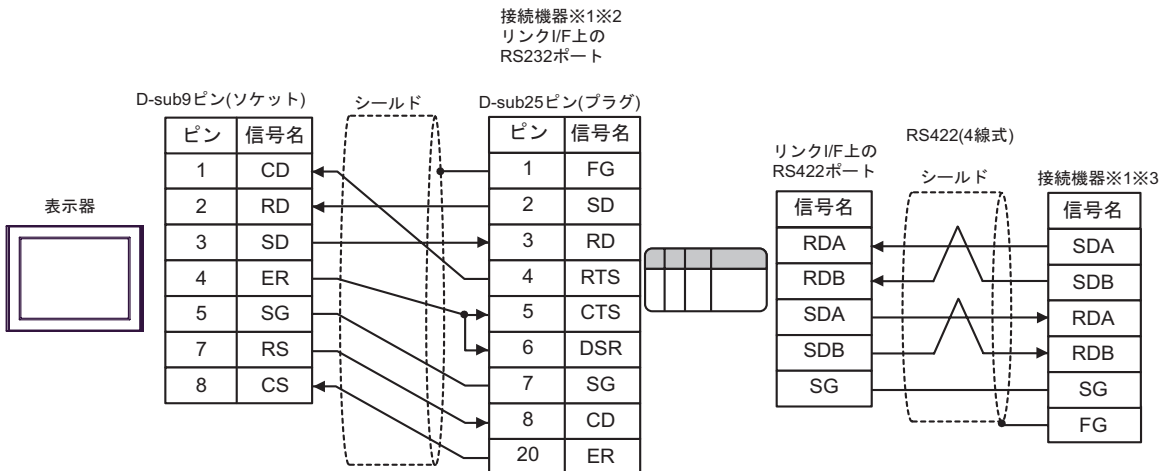 接続機器※1※2
リンクI/F上の
RS232ポート
D-sub9ピン(ソケット)
シールド
D-sub25ピン(プラグ)
ピン 信号名
1 CD
2 RD
3 SD
4 ER
5 SG
7 RS
8 CS
ピン 信号名
1 FG
2 SD
3 RD
4 RTS
5 CTS
6 DSR
7 SG
8 CD
20 ER
表示器
RS422(4線式)
リンクI/F上の
RS422ポート
シールド
接続機器※1※3
信号名
RDA
RDB
SDA
SDB
SG
信号名
SDA
SDB
RDA
RDB
SG
FG